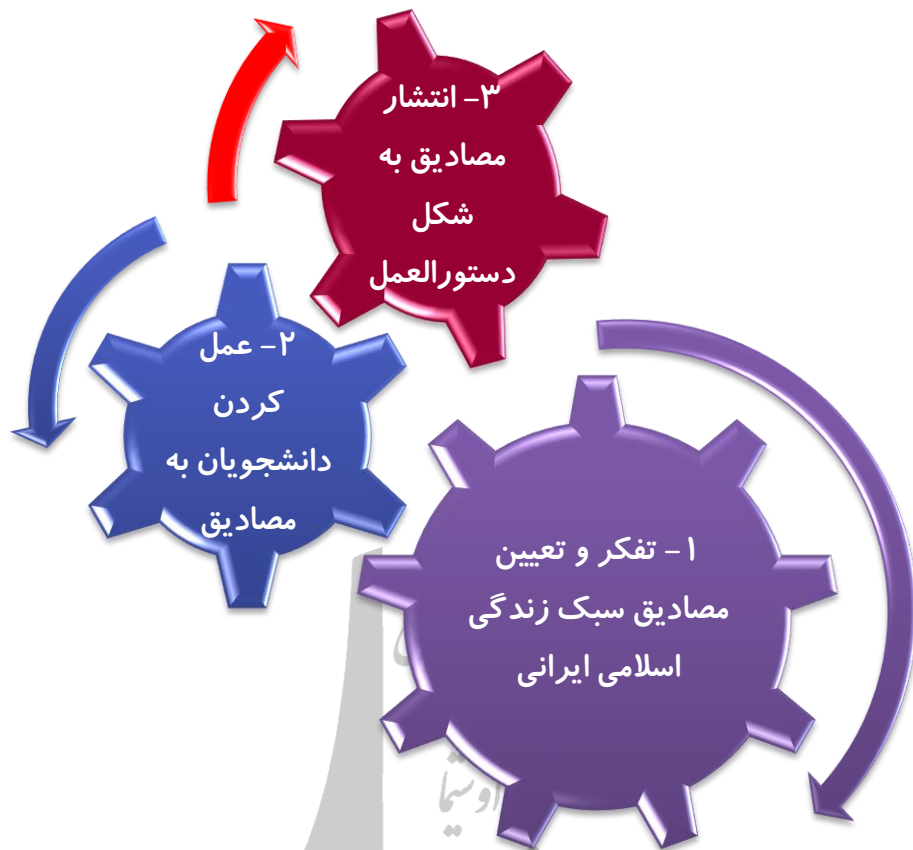 ۳- انتشار
مصادیق به
شکل
دستورالعمل
۲- عمل
کردن
دانشجویان به
مصادیق
۱- تفکر و تعیین
مصادیق سبک زندگی
اسلامی ایرانی